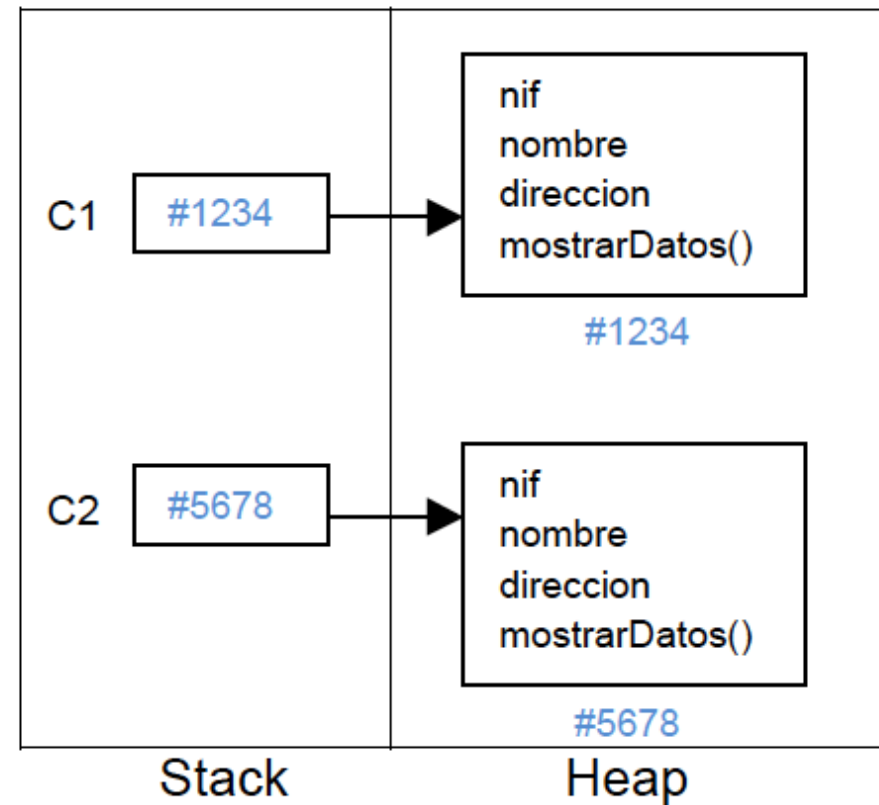 C1
#1234
nif
nombre
direccion
mostrarDatos()
#1234
C2
#5678
nif
nombre
direccion
mostrarDatos()
#5678
Stack
Heap